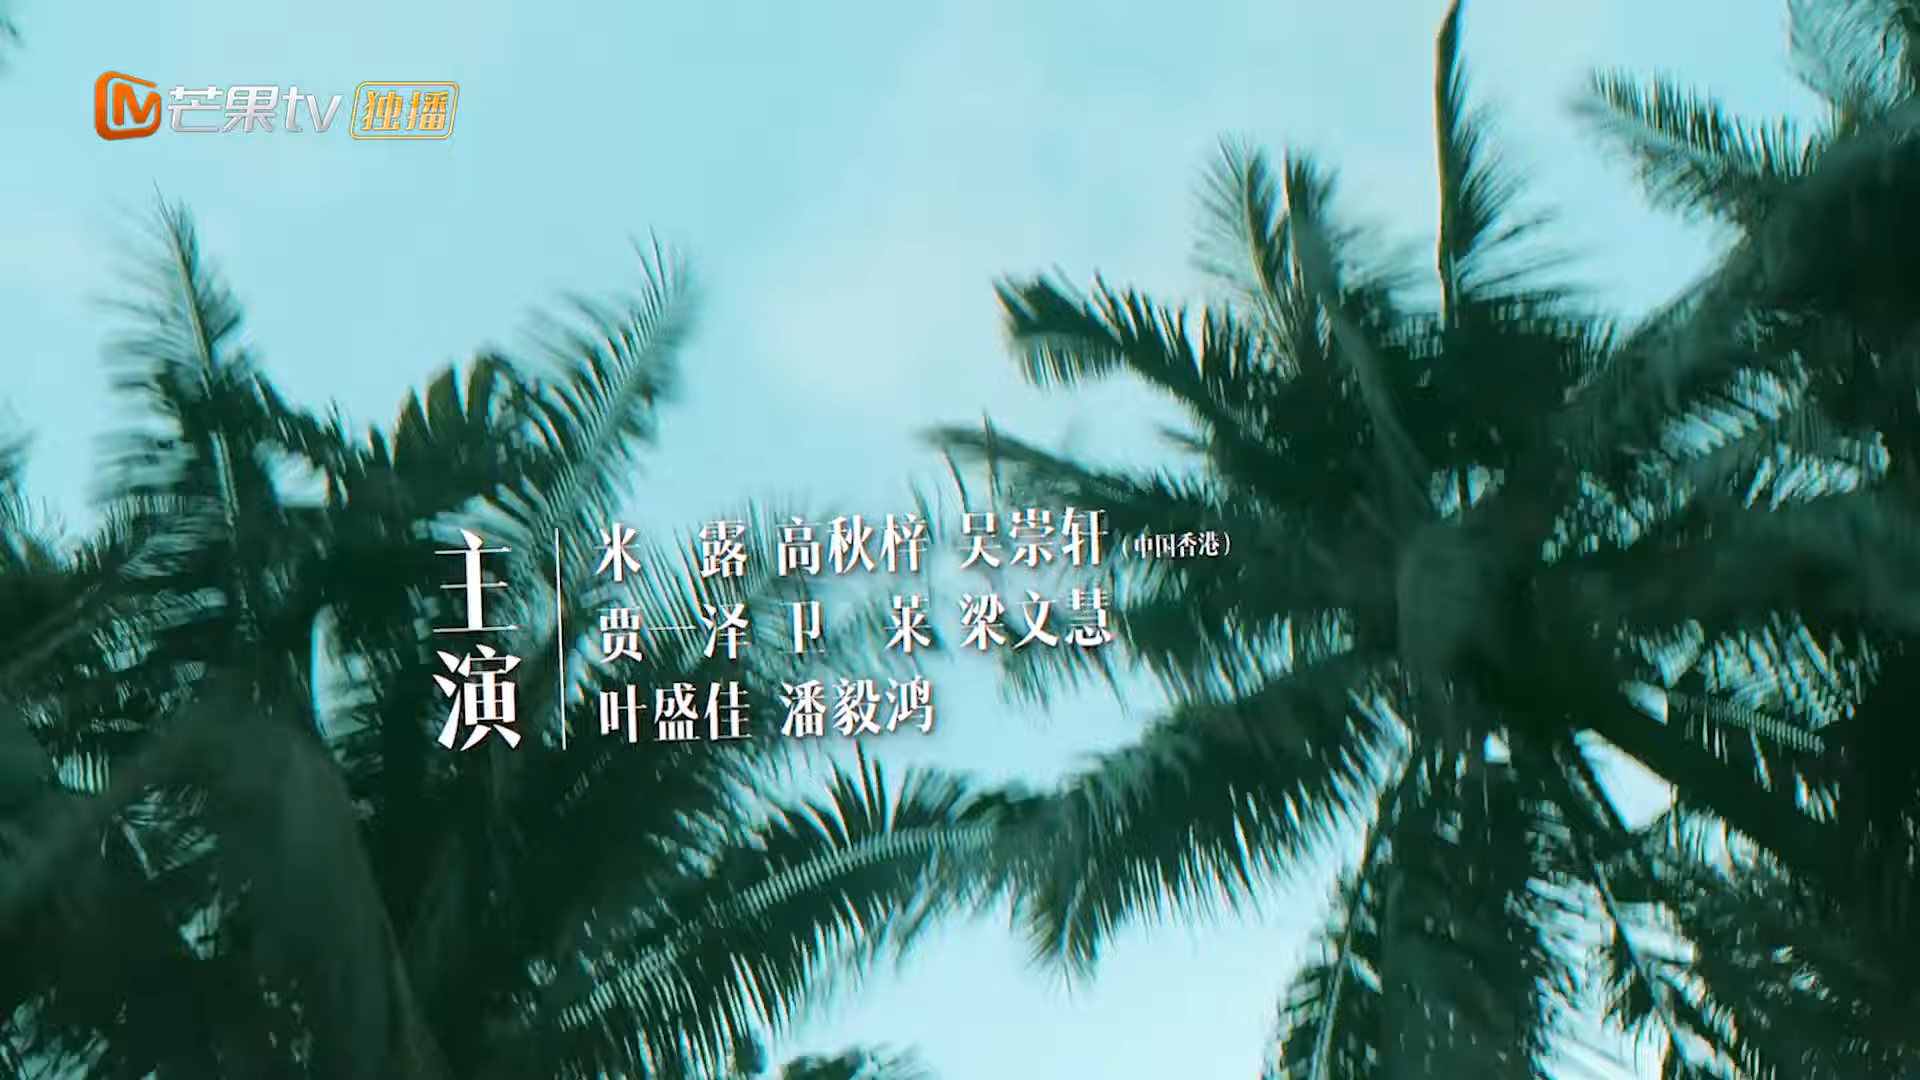 芒果tv 独播
主演
米 露 高秋梓 吴崇轩(中国香港)
贾一泽 卫 莱 梁文慧
叶盛佳 潘毅鸿